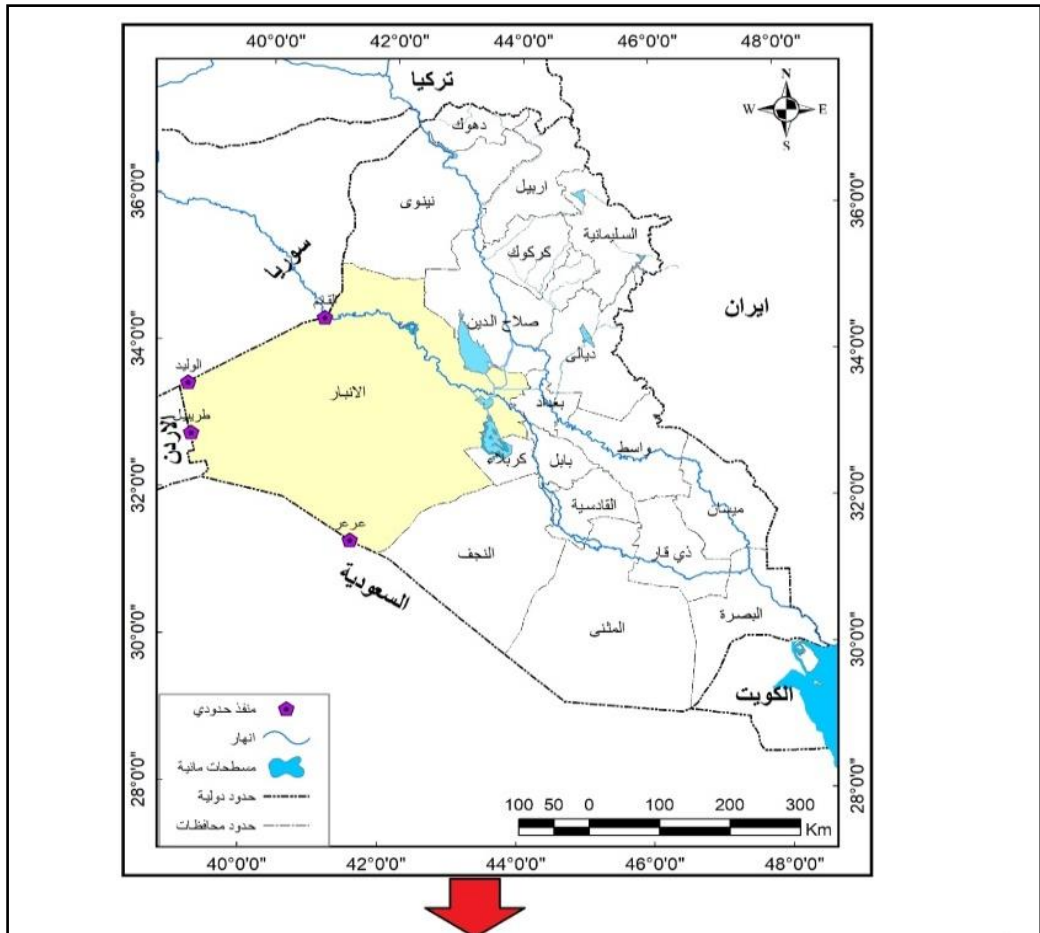 40°0'0" 42°0'0" 44°0'0" 46°0'0" 48°0'0"
تركيا
N
W E
S
دهوك
اربيل
36°0'0" 36°0'0"
نينوى
السليمانية
كركوك
سوريا
ايران
القائم
صلاح الدين
34°0'0" 34°0'0"
ديالى
الوليد
الانبار
بغداد
طربيل
الاردن
واسط
كربلاء
بابل
32°0'0" 32°0'0"
القادسية
ميسان
عرعر
النجف
ذي قار
السعودية
البصرة
المثنى
30°0'0" 30°0'0"
الكويت
منفذ حدودي
انهار
مسطحات مائية
حدود دولية
حدود محافظات
28°0'0" 28°0'0"
100 50 0 100 200 300
Km
40°0'0" 42°0'0" 44°0'0" 46°0'0" 48°0'0"